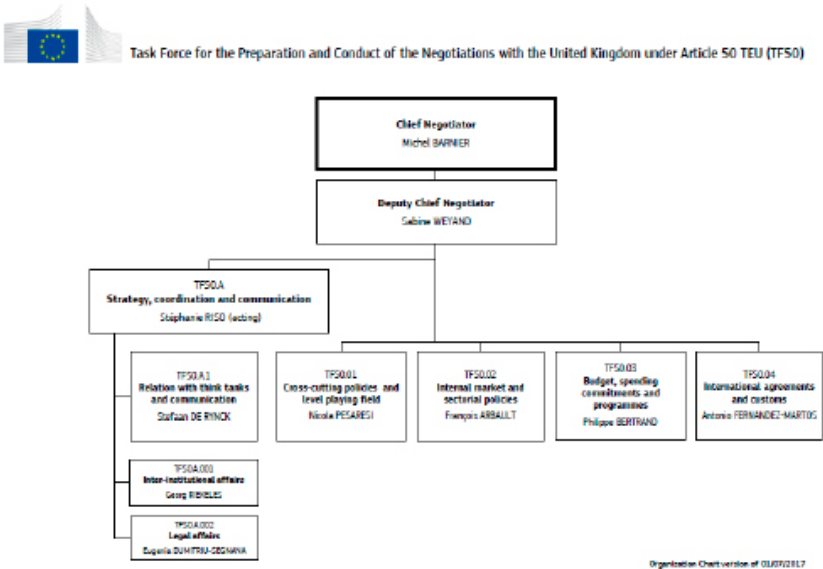 Task Force for the Preparation and Conduct of the Negotiations with the United Kingdom under Article 50 TEU (TF50)
Chief Negotiator
Michel BARNIER
Deputy Chief Negotiator
Sabine WEYAND
TF50.A
Strategy, coordination and communication
Stéphanie RISO (acting)
TF50.A1
Relation with think tanks
and communication
Stefaan DE RYNCK
TF50.01
Cross-cutting policies and
level playing field
Nicola PESARESI
TF50.02
Internal market and
sectorial policies
François ARBAULT
TF50.03
Budget, spending
commitments and
programmes
Philippe BERTRAND
TF50.04
International agreements
and customs
Antonio FERNANDEZ-MARTOS
TF50.A.001
Inter-institutional affairs
Georg RIEKELES
TF50.A.002
Legal affairs
Eugenia DUMITRIU-SEGNANA
Organisation Chart version of 01/07/2017